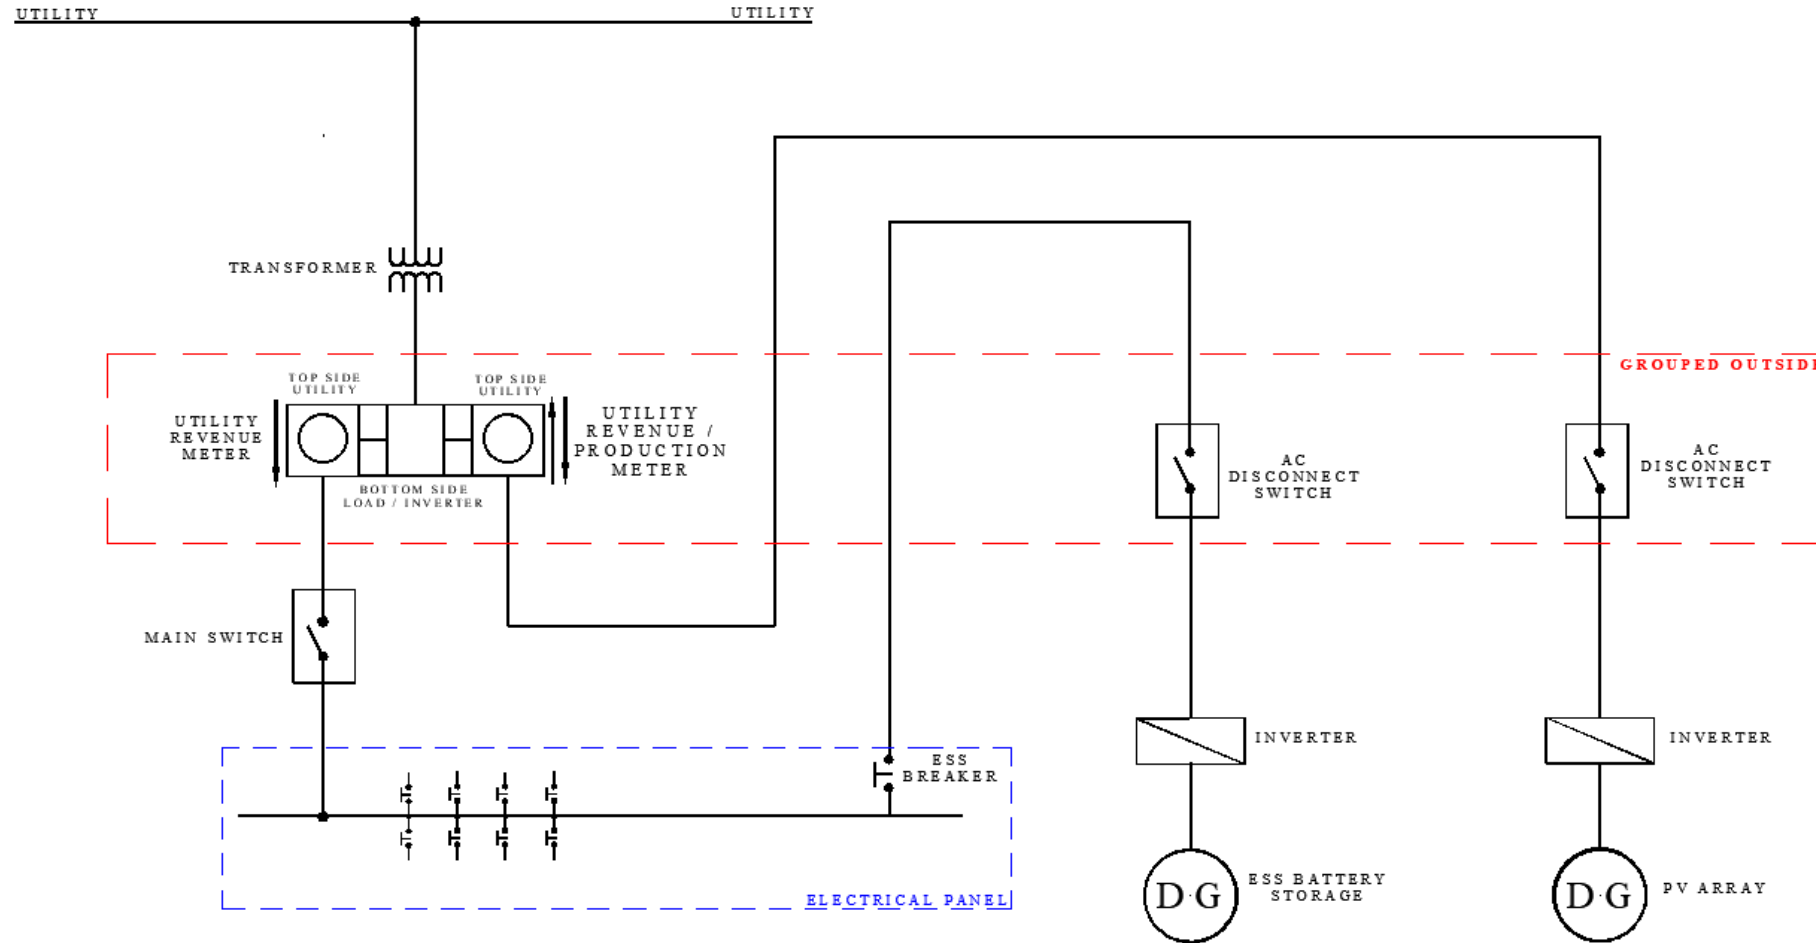 UTILITY
UTILITY
TRANSFORMER
GROUPED OUTSIDE
TOP SIDE
UTILITY
TOP SIDE
UTILITY
UTILITY
REVENUE
METER
UTILITY
REVENUE /
PRODUCTION
METER
BOTTOM SIDE
LOAD / INVERTER
AC
DISCONNECT
SWITCH
AC
DISCONNECT
SWITCH
MAIN SWITCH
ESS
BREAKER
INVERTER
INVERTER
ELECTRICAL PANEL
D·G
ESS BATTERY
STORAGE
D·G
PV ARRAY